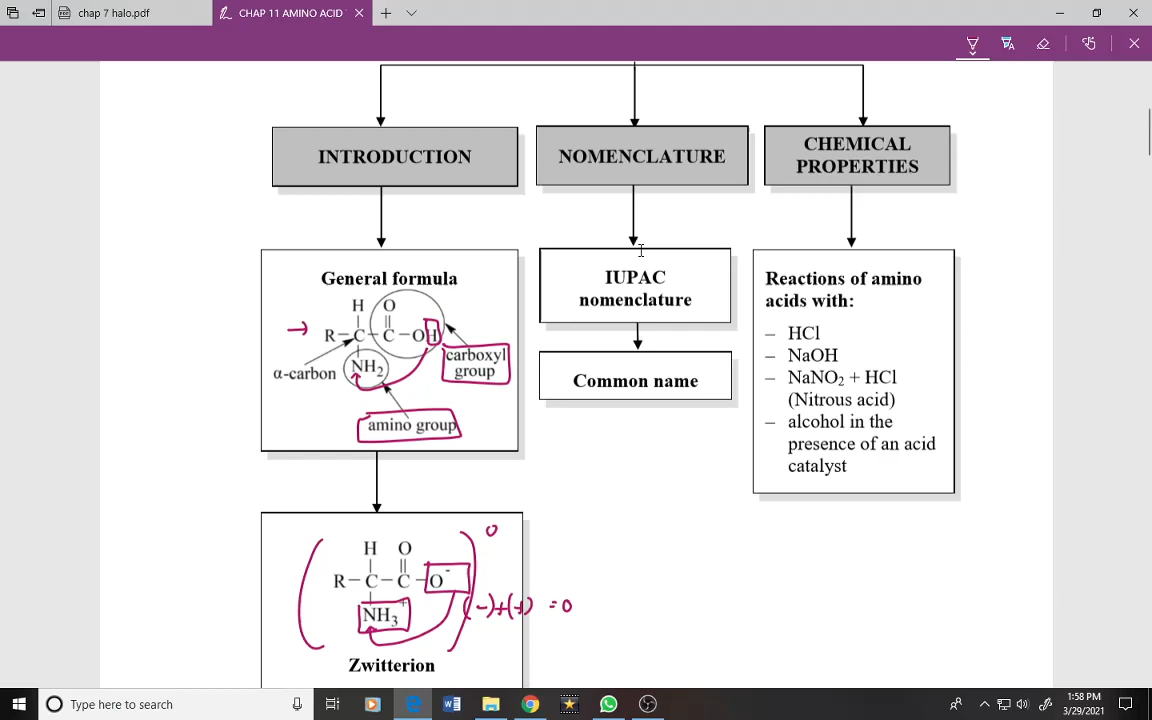 chap 7 halo.pdf
CHAP 11 AMINO ACID
INTRODUCTION
NOMENCLATURE
CHEMICAL
PROPERTIES
General formula
H O
R–C–C–OH
NH2
α-carbon
carboxyl
group
amino group
IUPAC
nomenclature
Common name
Reactions of amino
acids with:
– HCl
– NaOH
– NaNO2 + HCl
(Nitrous acid)
– alcohol in the
presence of an acid
catalyst
0
H O
R–C–C–O-
NH3+
(-)+(+) =0
Zwitterion
Type here to search
1:58 PM
3/29/2021